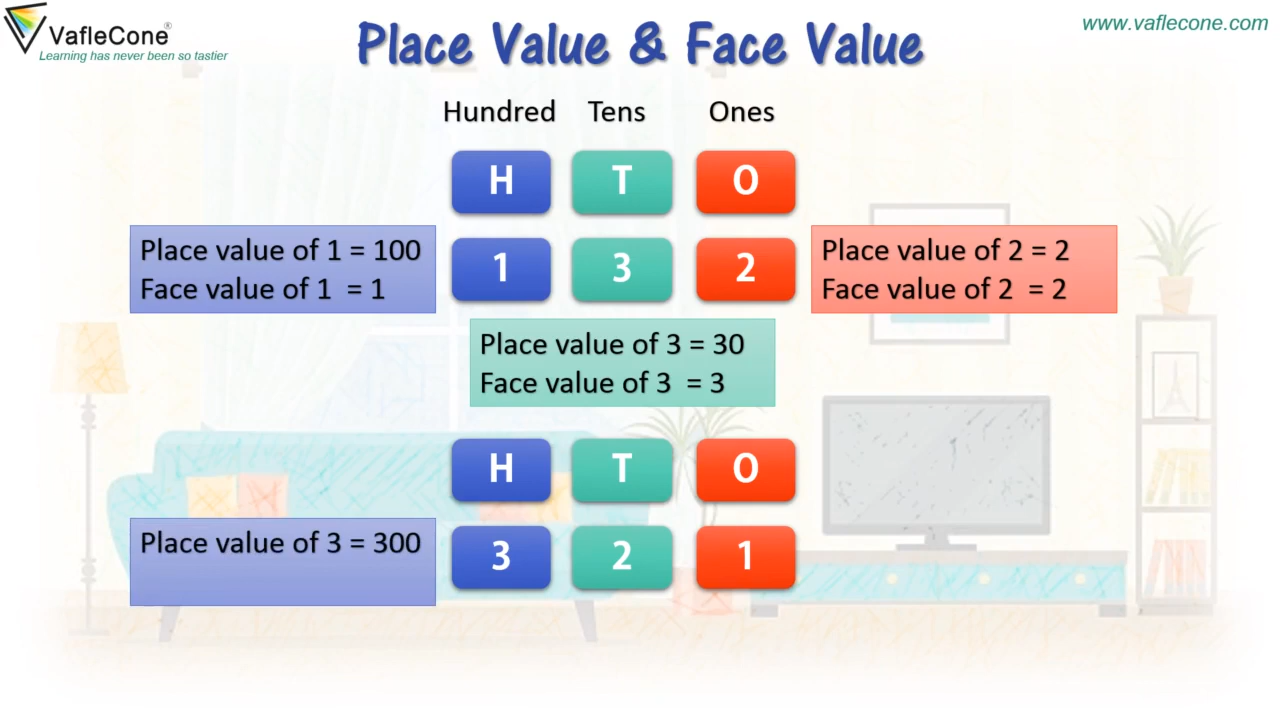 VafleCone®
Learning has never been so tastier
Place Value & Face Value
www.vaflecone.com
Hundred Tens Ones
H T O
Place value of 1 = 100
Face value of 1 = 1
1 3 2
Place value of 2 = 2
Face value of 2 = 2
Place value of 3 = 30
Face value of 3 = 3
H T O
Place value of 3 = 300
3 2 1